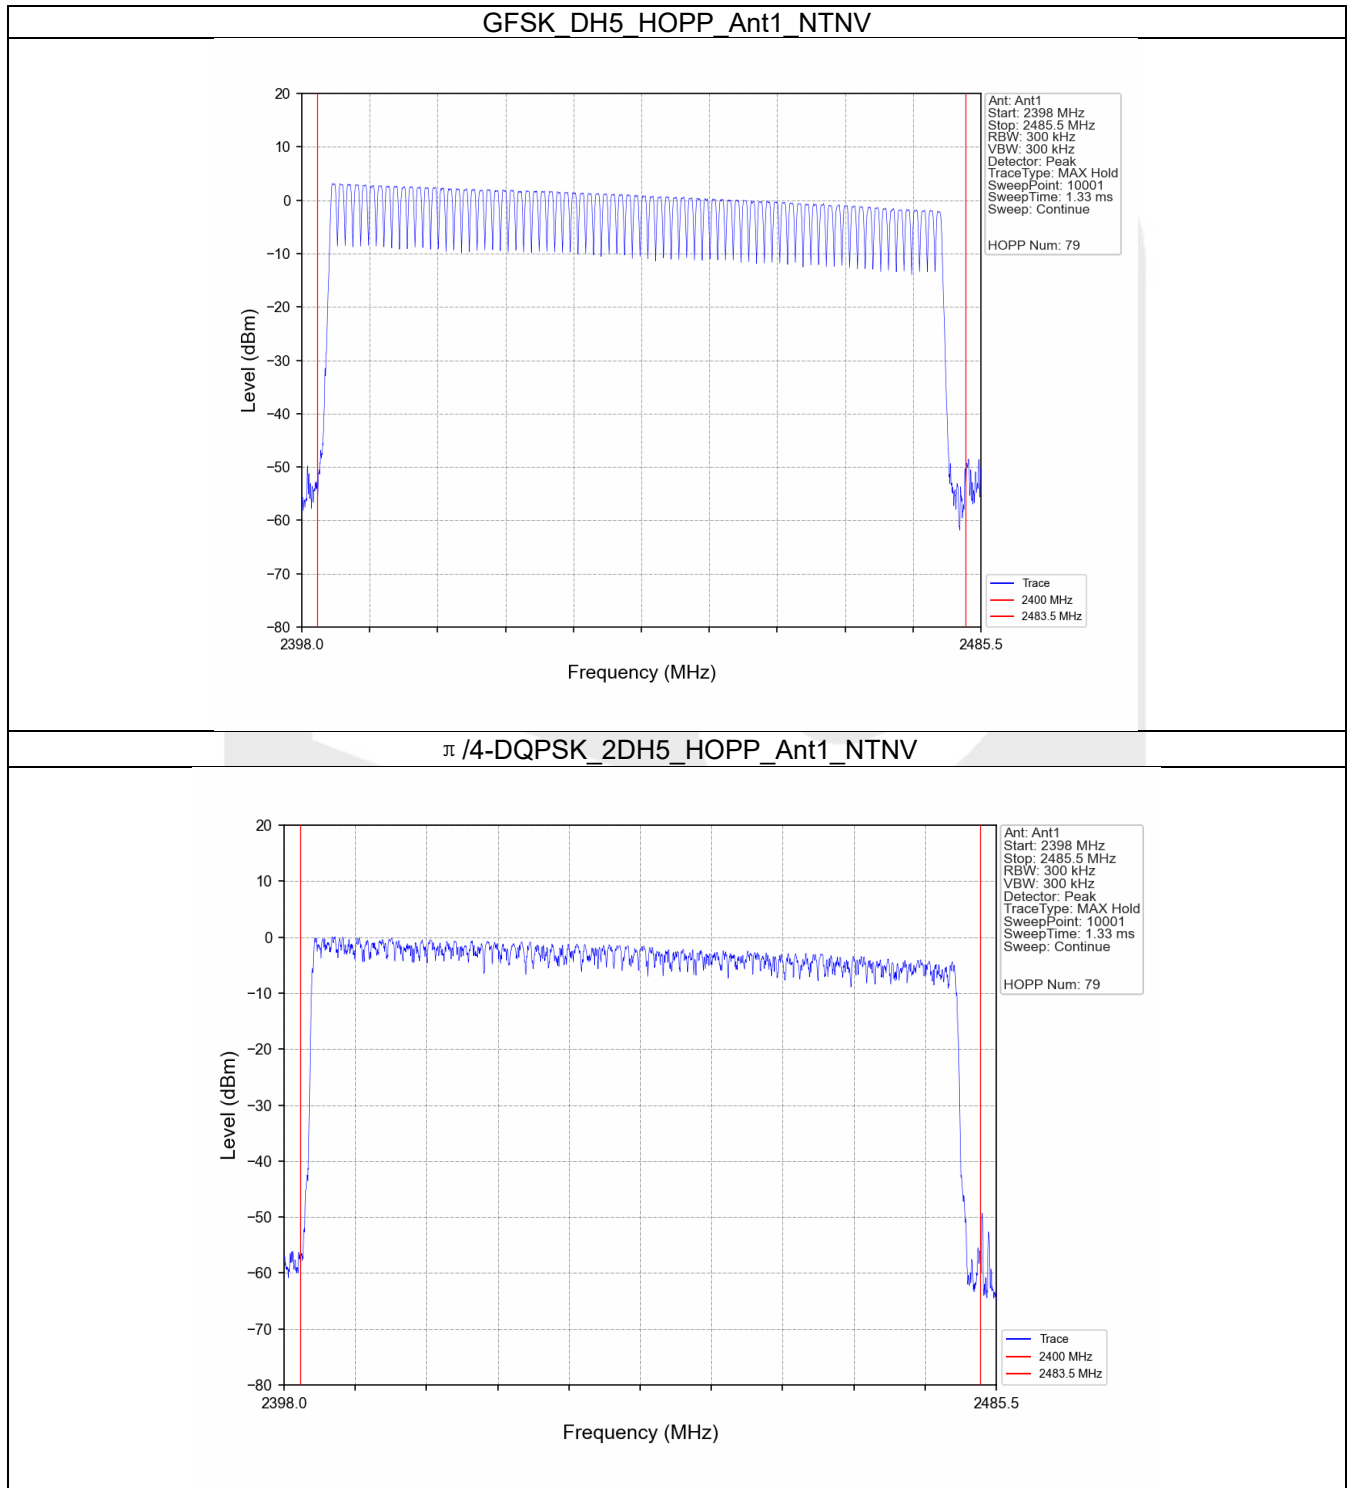 GFSK_DH5_HOPP_Ant1_NTNV
20
10
0
−10
−20
−30
−40
−50
−60
−70
−80
Level (dBm)
2398.0
2485.5
Frequency (MHz)
Ant: Ant1
Start: 2398 MHz
Stop: 2485.5 MHz
RBW: 300 kHz
VBW: 300 kHz
Detector: Peak
TraceType: MAX Hold
SweepPoint: 10001
SweepTime: 1.33 ms
Sweep: Continue
HOPP Num: 79
Trace
2400 MHz
2483.5 MHz
π/4-DQPSK_2DH5_HOPP_Ant1_NTNV
20
10
0
−10
−20
−30
−40
−50
−60
−70
−80
Level (dBm)
2398.0
2485.5
Frequency (MHz)
Ant: Ant1
Start: 2398 MHz
Stop: 2485.5 MHz
RBW: 300 kHz
VBW: 300 kHz
Detector: Peak
TraceType: MAX Hold
SweepPoint: 10001
SweepTime: 1.33 ms
Sweep: Continue
HOPP Num: 79
Trace
2400 MHz
2483.5 MHz